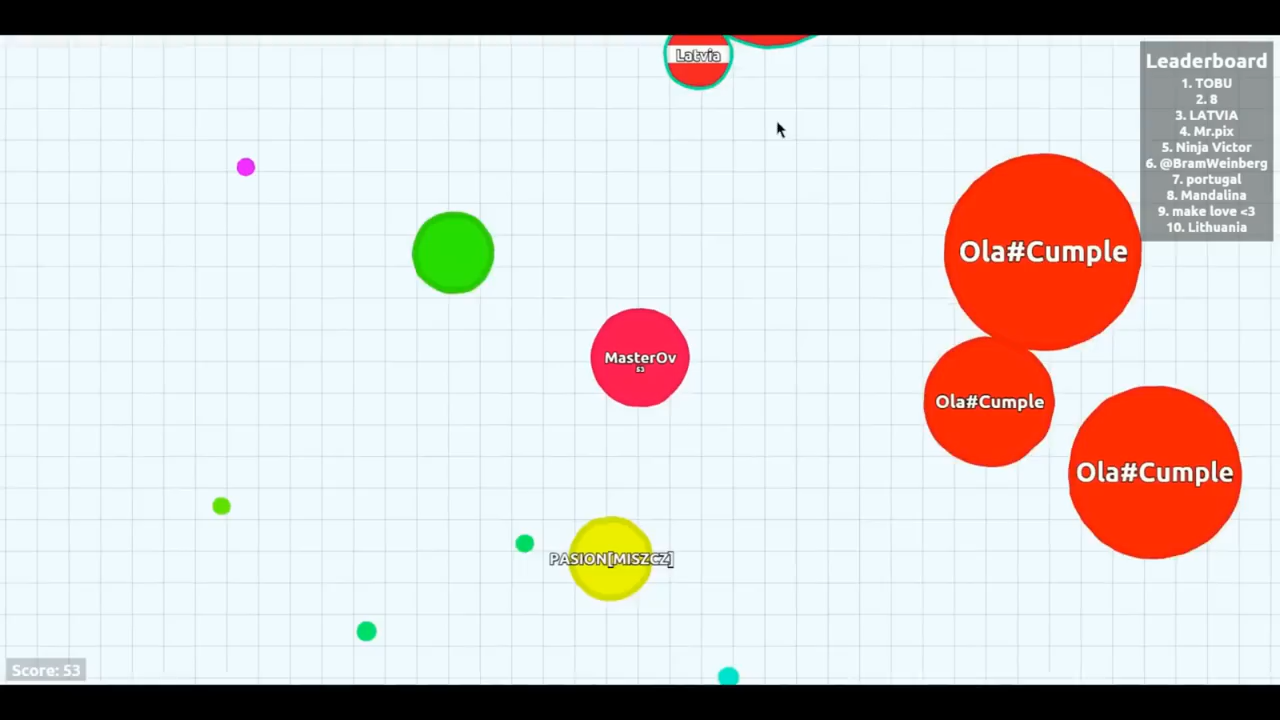 Latvia
Leaderboard
1. TOBU
2. 8
3. LATVIA
4. Mr.pix
5. Ninja Victor
6. @BramWeinberg
7. portugal
8. Mandalina
9. make love <3
10. Lithuania
Ola#Cumple
MasterOv
53
Ola#Cumple
Ola#Cumple
PASION[MISZCZ]
Score: 53